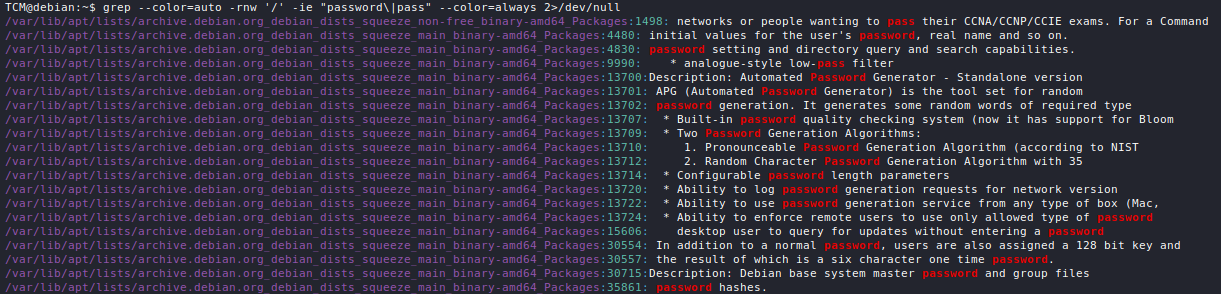 TCM@debian:~$ grep --color=auto -rnw '/' -ie "password\|pass" --color=always 2>/dev/null
/var/lib/apt/lists/archive.debian.org_debian_dists_squeeze_non-free_binary-amd64_Packages:1498: networks or people wanting to pass their CCNA/CCNP/CCIE exams. For a Command
/var/lib/apt/lists/archive.debian.org_debian_dists_squeeze_main_binary-amd64_Packages:4480: initial values for the user's password, real name and so on.
/var/lib/apt/lists/archive.debian.org_debian_dists_squeeze_main_binary-amd64_Packages:4830: password setting and directory query and search capabilities.
/var/lib/apt/lists/archive.debian.org_debian_dists_squeeze_main_binary-amd64_Packages:9990:    * analogue-style low-pass filter
/var/lib/apt/lists/archive.debian.org_debian_dists_squeeze_main_binary-amd64_Packages:13700:Description: Automated Password Generator - Standalone version
/var/lib/apt/lists/archive.debian.org_debian_dists_squeeze_main_binary-amd64_Packages:13701: APG (Automated Password Generator) is the tool set for random
/var/lib/apt/lists/archive.debian.org_debian_dists_squeeze_main_binary-amd64_Packages:13702: password generation. It generates some random words of required type
/var/lib/apt/lists/archive.debian.org_debian_dists_squeeze_main_binary-amd64_Packages:13707:  * Built-in password quality checking system (now it has support for Bloom
/var/lib/apt/lists/archive.debian.org_debian_dists_squeeze_main_binary-amd64_Packages:13709:  * Two Password Generation Algorithms:
/var/lib/apt/lists/archive.debian.org_debian_dists_squeeze_main_binary-amd64_Packages:13710:     1. Pronounceable Password Generation Algorithm (according to NIST
/var/lib/apt/lists/archive.debian.org_debian_dists_squeeze_main_binary-amd64_Packages:13712:     2. Random Character Password Generation Algorithm with 35
/var/lib/apt/lists/archive.debian.org_debian_dists_squeeze_main_binary-amd64_Packages:13714:  * Configurable password length parameters
/var/lib/apt/lists/archive.debian.org_debian_dists_squeeze_main_binary-amd64_Packages:13720:  * Ability to log password generation requests for network version
/var/lib/apt/lists/archive.debian.org_debian_dists_squeeze_main_binary-amd64_Packages:13722:  * Ability to use password generation service from any type of box (Mac,
/var/lib/apt/lists/archive.debian.org_debian_dists_squeeze_main_binary-amd64_Packages:13724:  * Ability to enforce remote users to use only allowed type of password
/var/lib/apt/lists/archive.debian.org_debian_dists_squeeze_main_binary-amd64_Packages:15606:    desktop user to query for updates without entering a password
/var/lib/apt/lists/archive.debian.org_debian_dists_squeeze_main_binary-amd64_Packages:30554: In addition to a normal password, users are also assigned a 128 bit key and
/var/lib/apt/lists/archive.debian.org_debian_dists_squeeze_main_binary-amd64_Packages:30557: the result of which is a six character one time password.
/var/lib/apt/lists/archive.debian.org_debian_dists_squeeze_main_binary-amd64_Packages:30715:Description: Debian base system master password and group files
/var/lib/apt/lists/archive.debian.org_debian_dists_squeeze_main_binary-amd64_Packages:35861: password hashes.